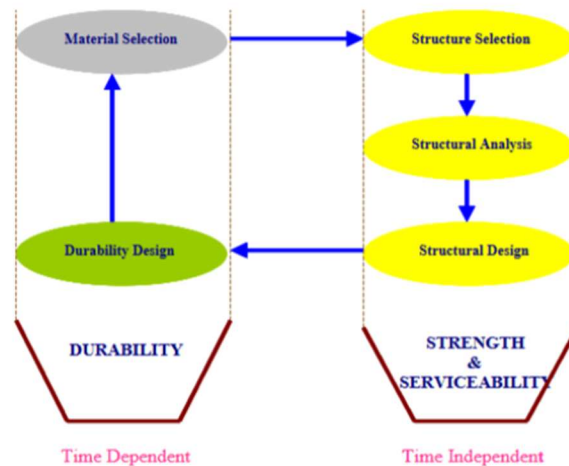 Material Selection
Structure Selection
Structural Analysis
Durability Design
Structural Design
DURABILITY
STRENGTH
&
SERVICEABILITY
Time Dependent
Time Independent